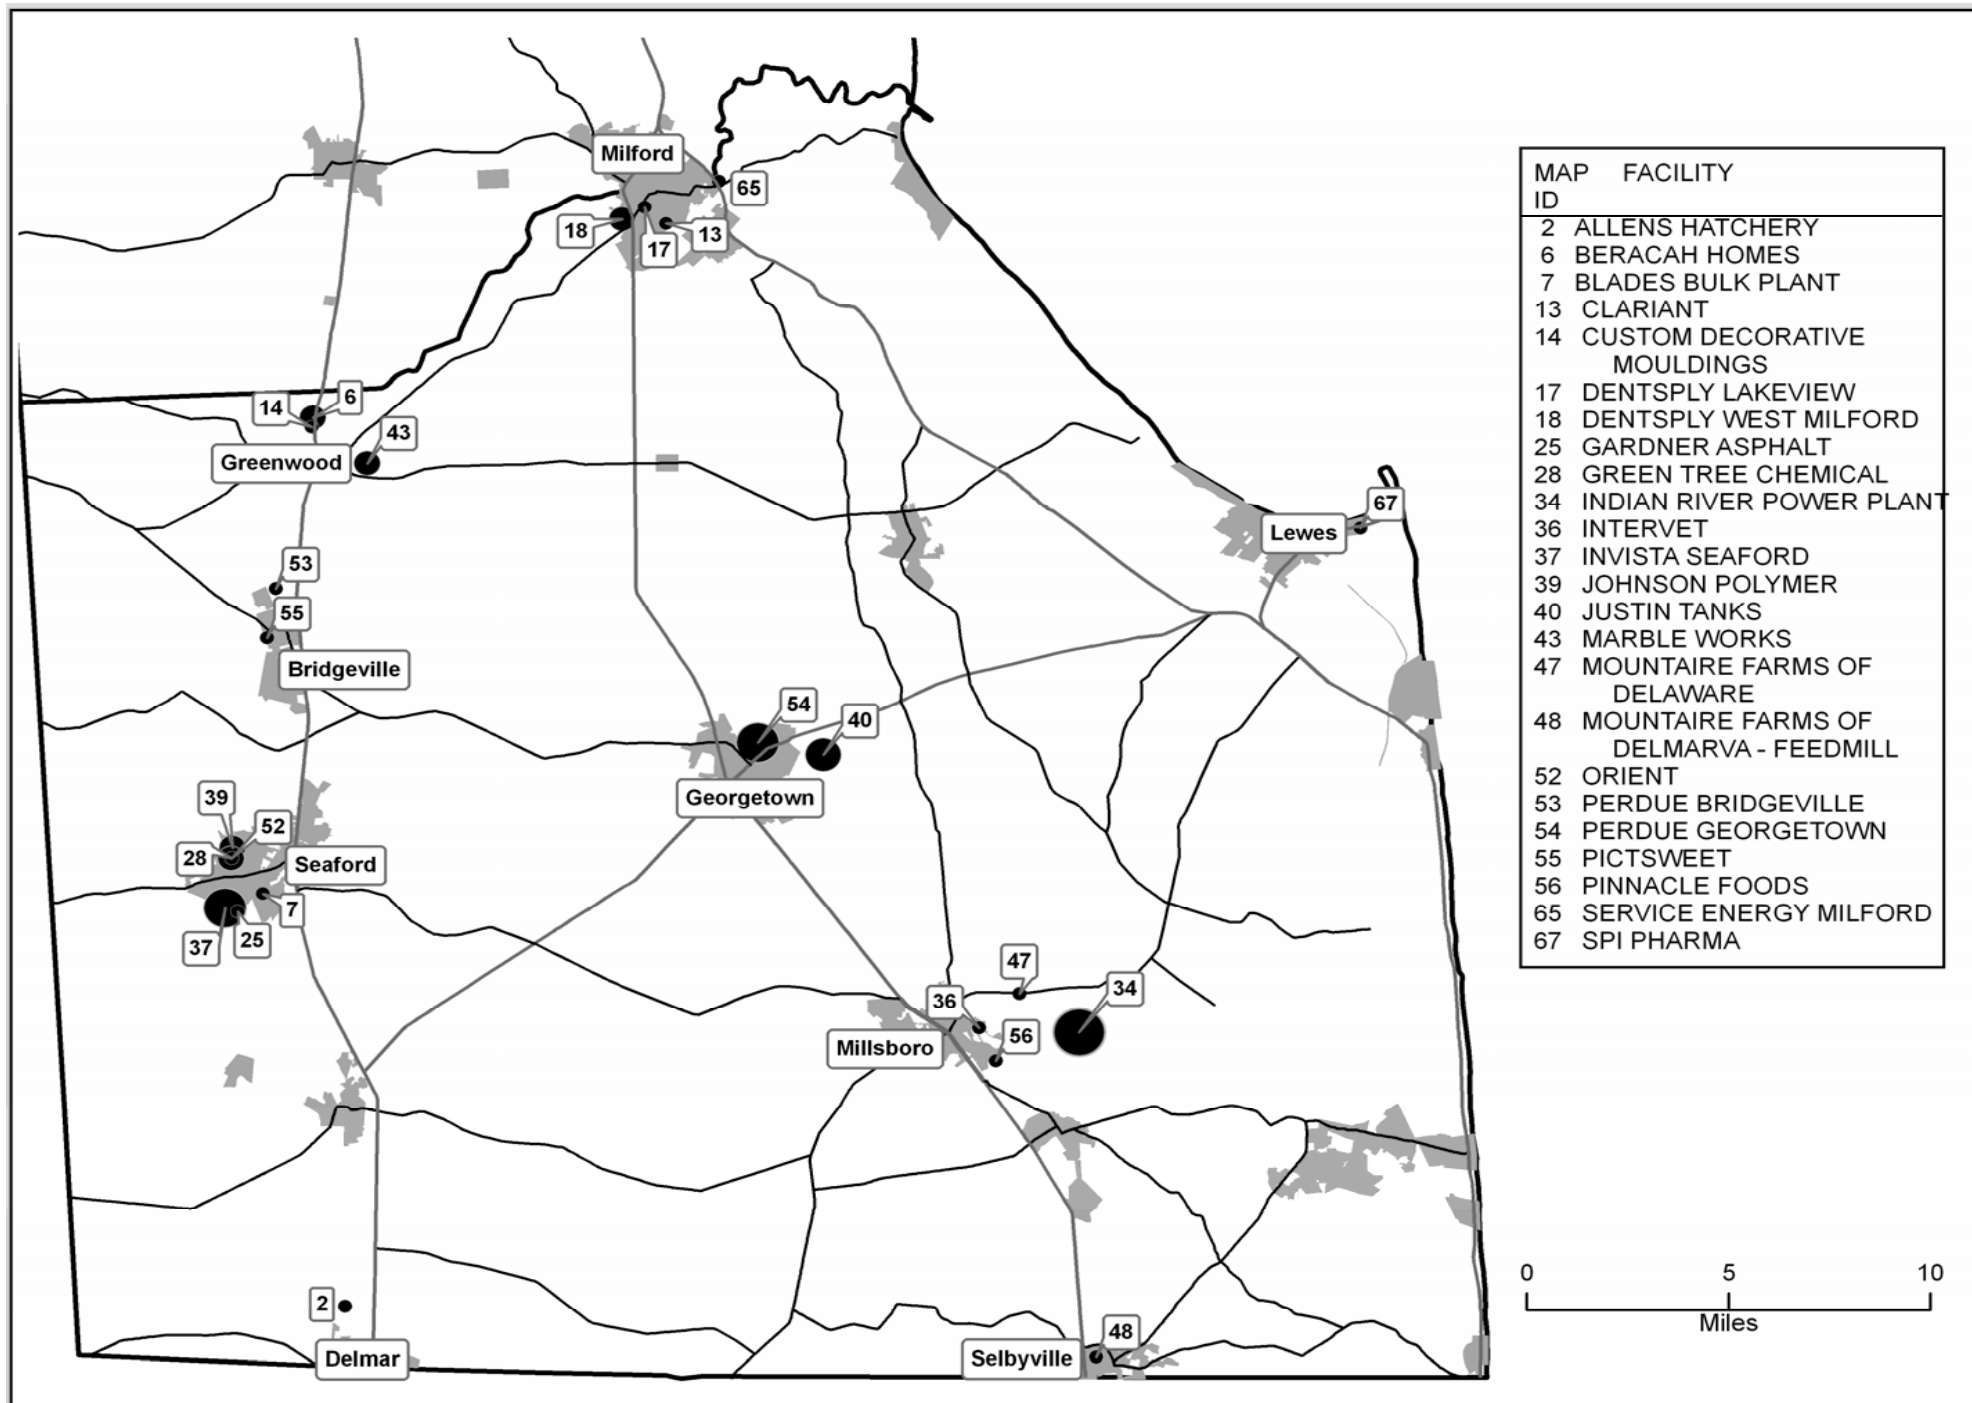 Milford
65
18
17
13
MAP FACILITY
ID
2 ALLENS HATCHERY
6 BERACAH HOMES
7 BLADES BULK PLANT
13 CLARIANT
14 CUSTOM DECORATIVE
MOULDINGS
17 DENTSPLY LAKEVIEW
18 DENTSPLY WEST MILFORD
25 GARDNER ASPHALT
28 GREEN TREE CHEMICAL
34 INDIAN RIVER POWER PLANT
36 INTERVET
37 INVISTA SEAFORD
39 JOHNSON POLYMER
40 JUSTIN TANKS
43 MARBLE WORKS
47 MOUNTAIRE FARMS OF
DELAWARE
48 MOUNTAIRE FARMS OF
DELMARVA - FEEDMILL
52 ORIENT
53 PERDUE BRIDGEVILLE
54 PERDUE GEORGETOWN
55 PICTSWEET
56 PINNACLE FOODS
65 SERVICE ENERGY MILFORD
67 SPI PHARMA
14
6
43
Greenwood
67
Lewes
53
55
Bridgeville
54
40
Georgetown
39
52
28
Seaford
7
25
37
47
34
36
56
Millsboro
2
Delmar
48
Selbyville
0 5 10
Miles